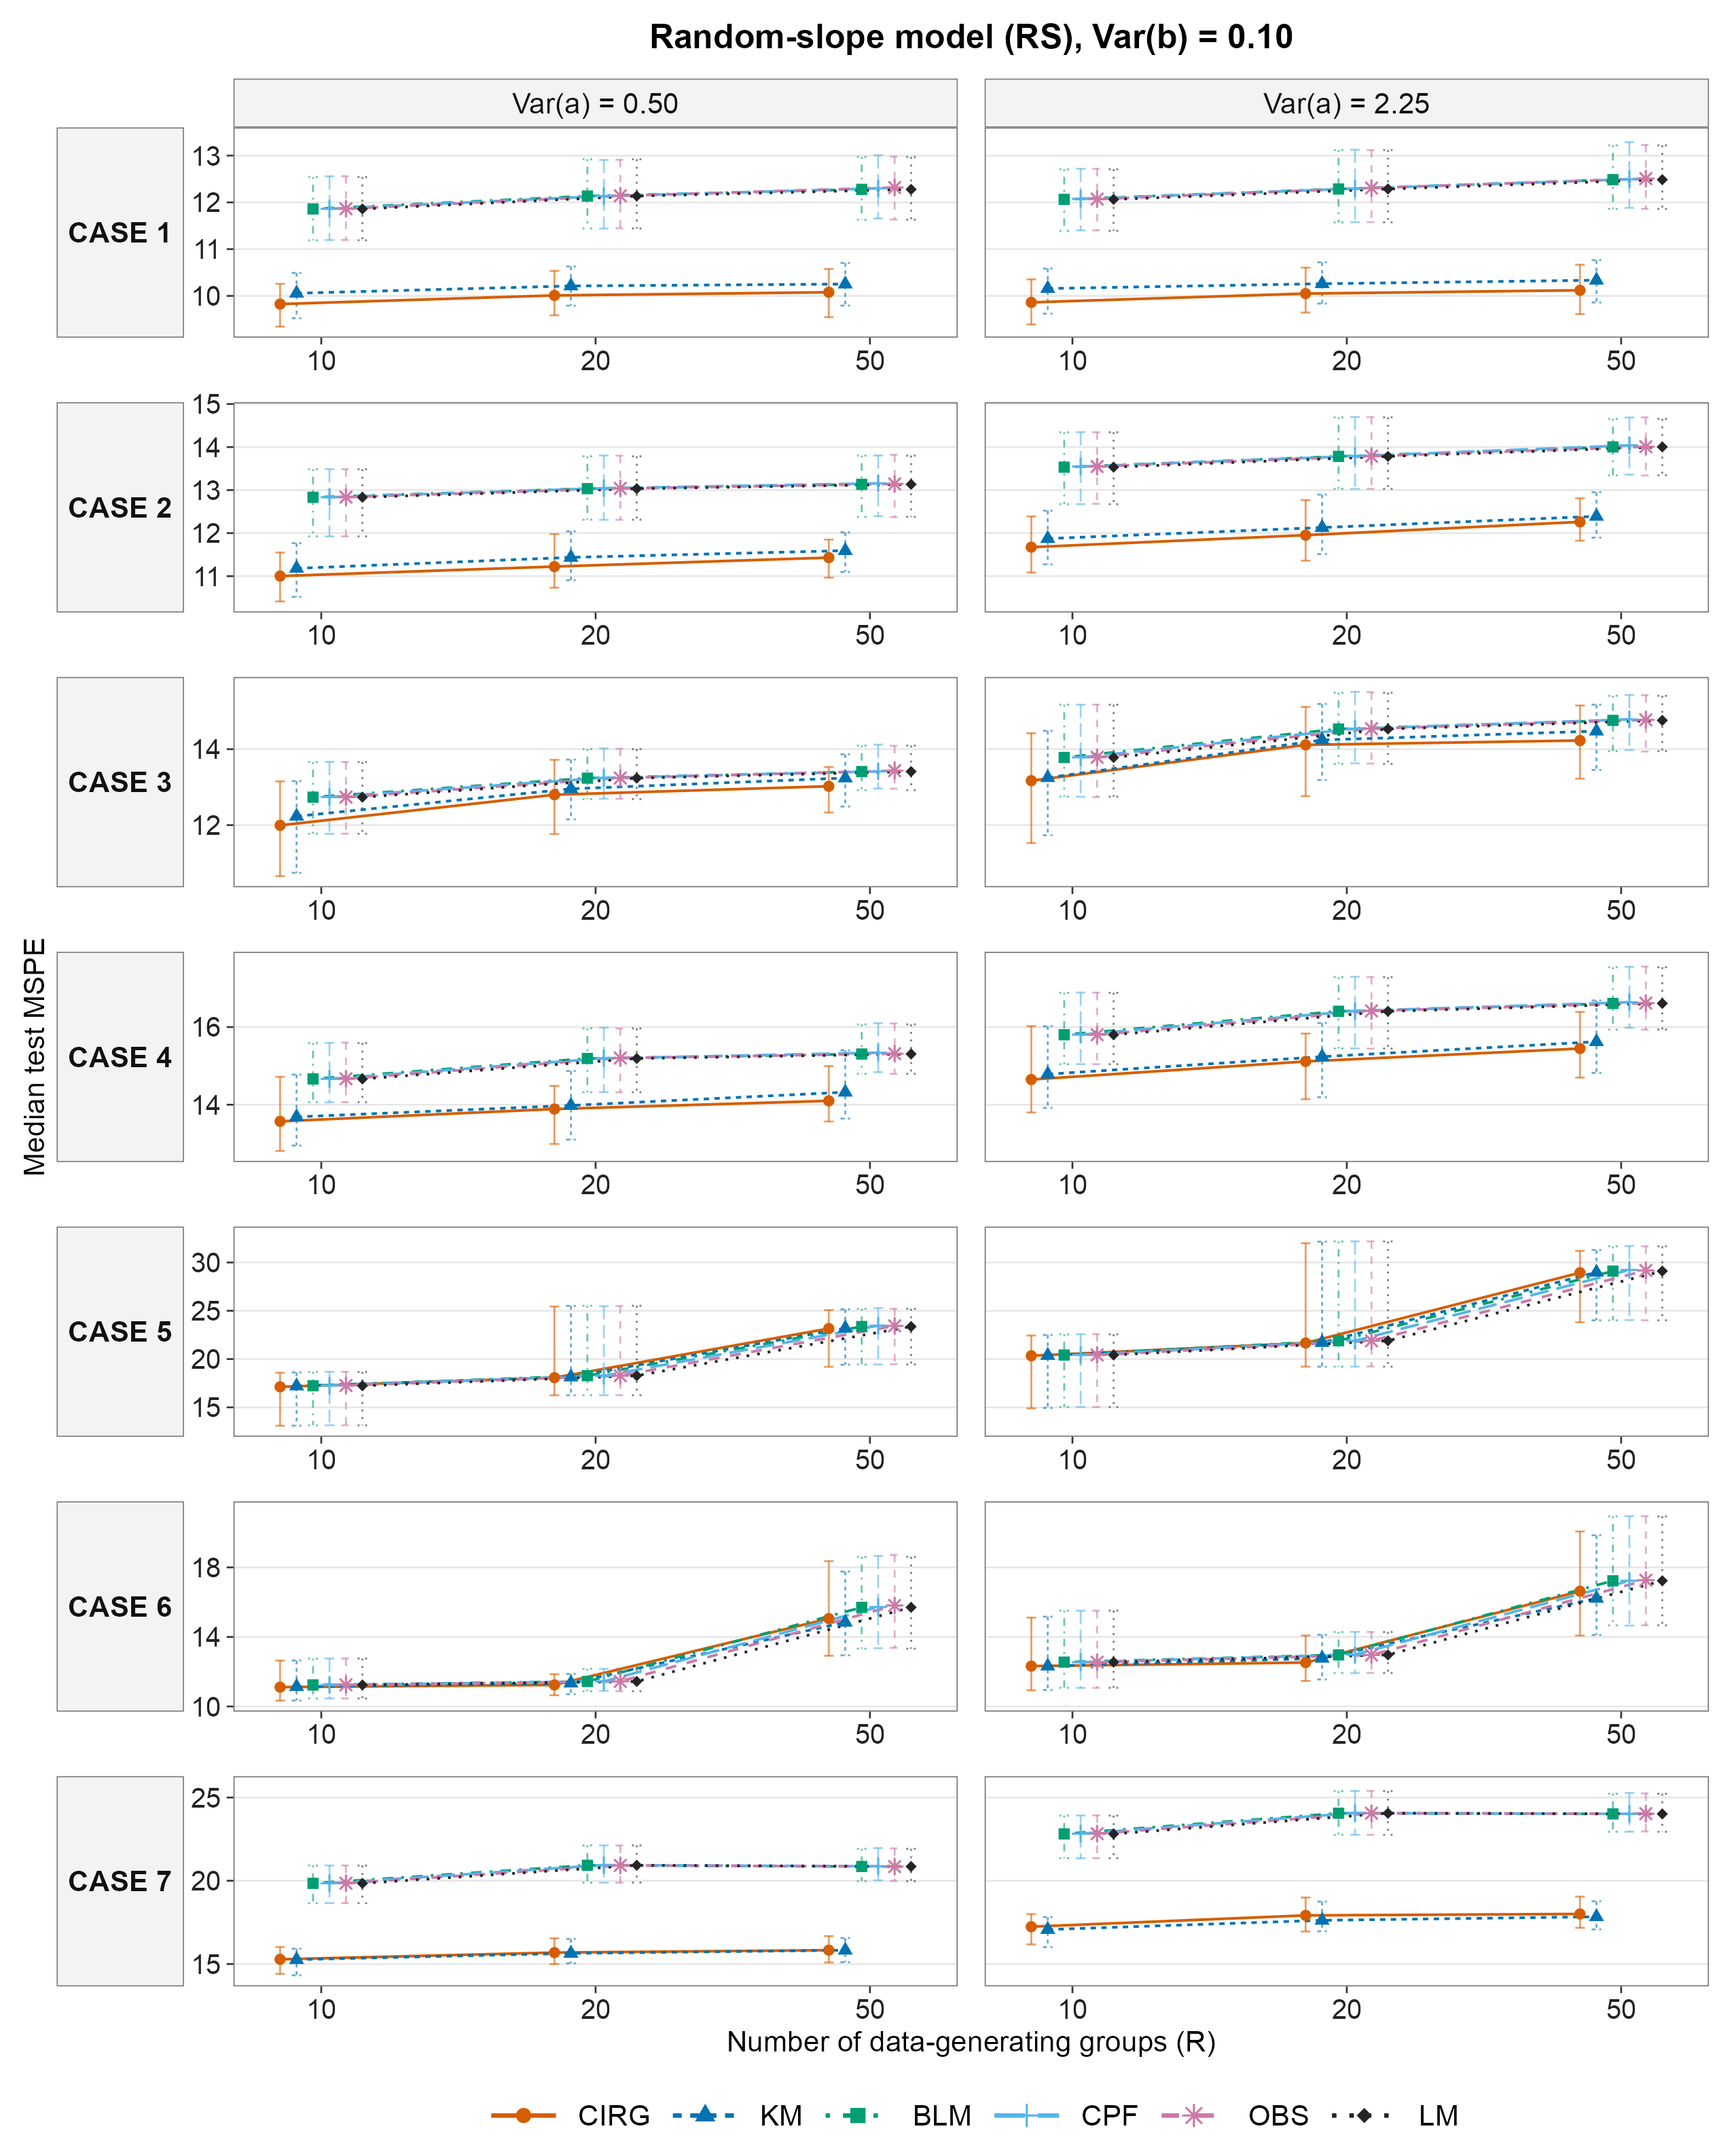 Random-slope model (RS), Var(b) = 0.10
Var(a) = 0.50
Var(a) = 2.25
Median test MSPE
CASE 1
13
12
11
10
10 20 50
10 20 50
CASE 2
15
14
13
12
11
10 20 50
10 20 50
CASE 3
14
12
10 20 50
10 20 50
CASE 4
16
14
10 20 50
10 20 50
CASE 5
30
25
20
15
10 20 50
10 20 50
CASE 6
18
14
10
10 20 50
10 20 50
CASE 7
25
20
15
10 20 50
10 20 50
Number of data-generating groups (R)
CIRG KM BLM CPF OBS LM